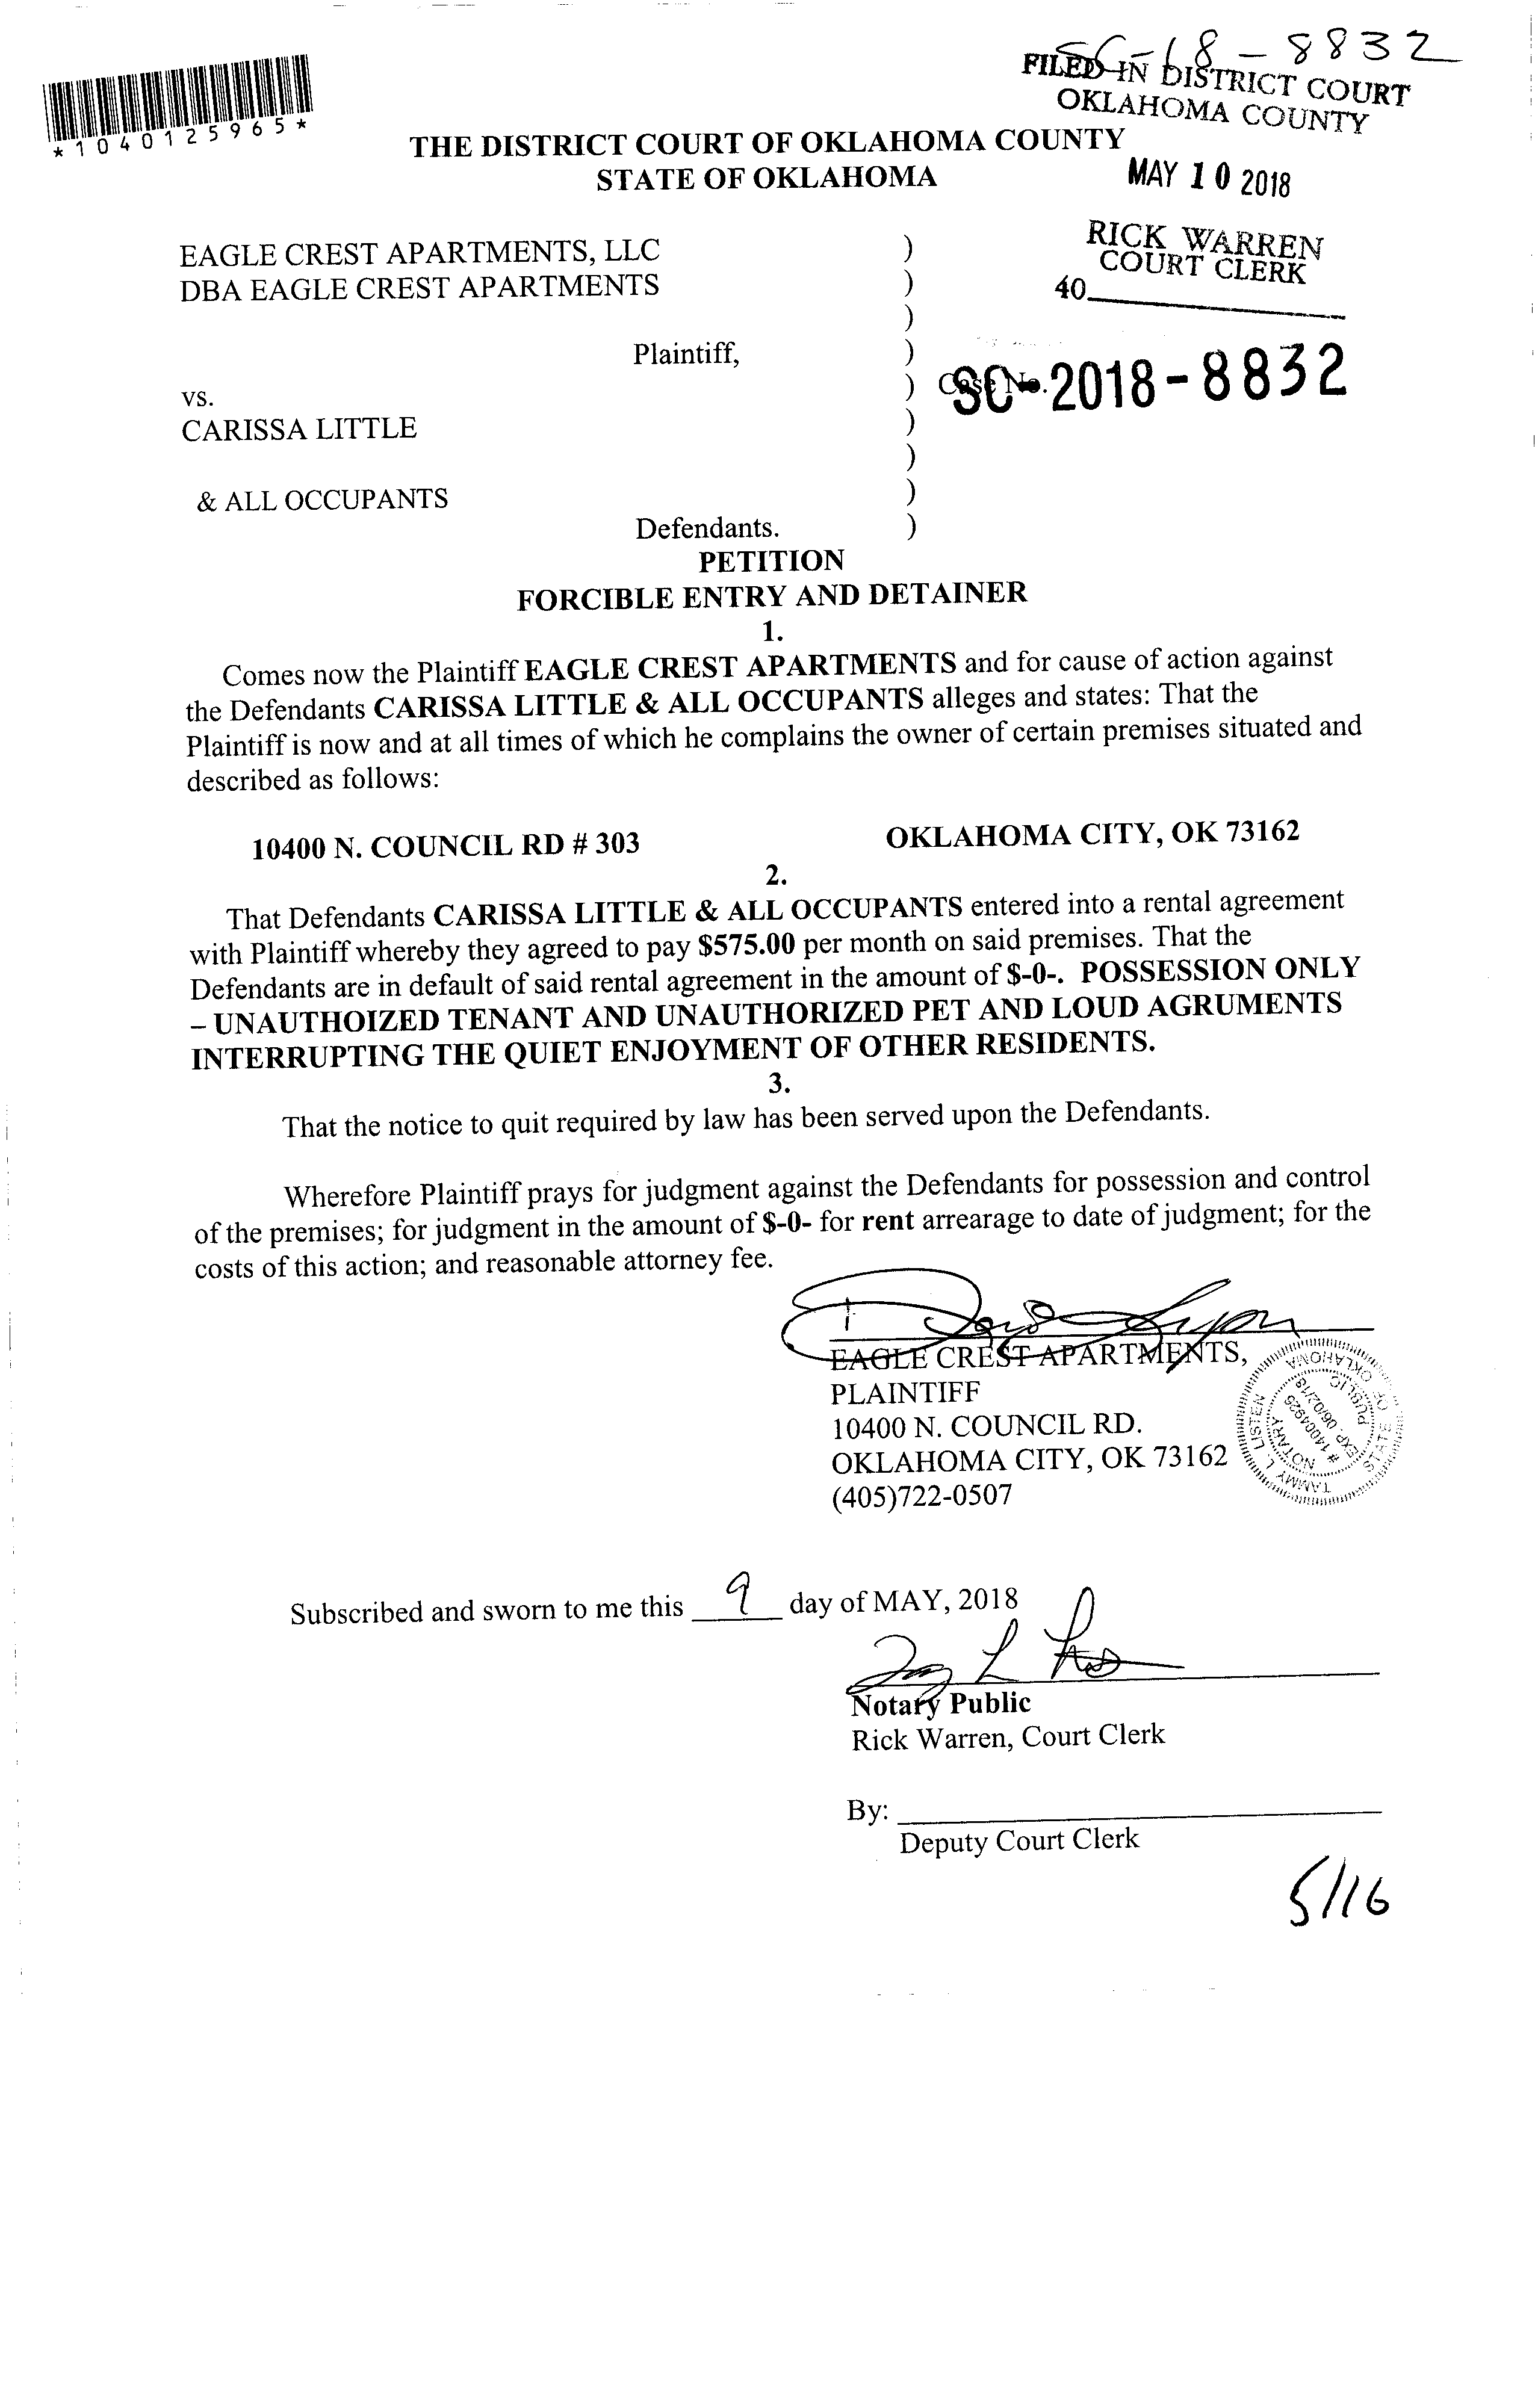 SC-18-8832
FILED IN DISTRICT COURT
OKLAHOMA COUNTY
*1040125965*
THE DISTRICT COURT OF OKLAHOMA COUNTY
STATE OF OKLAHOMA
MAY 10 2018
RICK WARREN
COURT CLERK
40
EAGLE CREST APARTMENTS, LLC )
DBA EAGLE CREST APARTMENTS )
)
Plaintiff, )
vs. ) Case No. SC-2018-8832
CARISSA LITTLE )
)
& ALL OCCUPANTS )
Defendants. )
PETITION
FORCIBLE ENTRY AND DETAINER
1.
Comes now the Plaintiff EAGLE CREST APARTMENTS and for cause of action against
the Defendants CARISSA LITTLE & ALL OCCUPANTS alleges and states: That the
Plaintiff is now and at all times of which he complains the owner of certain premises situated and
described as follows:
10400 N. COUNCIL RD # 303 OKLAHOMA CITY, OK 73162
2.
That Defendants CARISSA LITTLE & ALL OCCUPANTS entered into a rental agreement
with Plaintiff whereby they agreed to pay $575.00 per month on said premises. That the
Defendants are in default of said rental agreement in the amount of $-0-. POSSESSION ONLY
– UNAUTHOIZED TENANT AND UNAUTHORIZED PET AND LOUD AGRUMENTS
INTERRUPTING THE QUIET ENJOYMENT OF OTHER RESIDENTS.
3.
That the notice to quit required by law has been served upon the Defendants.
Wherefore Plaintiff prays for judgment against the Defendants for possession and control
of the premises; for judgment in the amount of $-0- for rent arrearage to date of judgment; for the
costs of this action; and reasonable attorney fee.
EAGLE CREST APARTMENTS,
PLAINTIFF
10400 N. COUNCIL RD.
OKLAHOMA CITY, OK 73162
(405)722-0507
TAMMY L. LISTEN
STATE OF OKLAHOMA
NOTARY PUBLIC
# 14004925
EXP. 06/02/18
Subscribed and sworn to me this 9 day of MAY, 2018
Notary Public
Rick Warren, Court Clerk
By:
Deputy Court Clerk
5/16